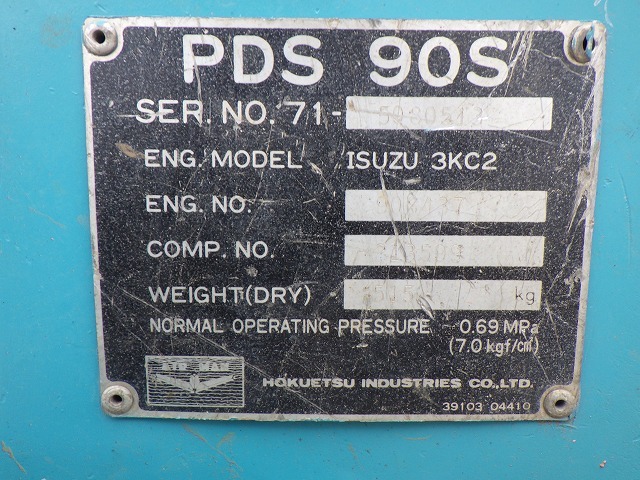 PDS 90S
SER. NO. 71-
ENG. MODEL ISUZU 3KC2
ENG. NO.
COMP. NO.
WEIGHT(DRY) kg
NORMAL OPERATING PRESSURE 0.69 MPa
(7.0 kgf/cm²)
AIR MAN
HOKUETSU INDUSTRIES CO.,LTD.
39103 04410